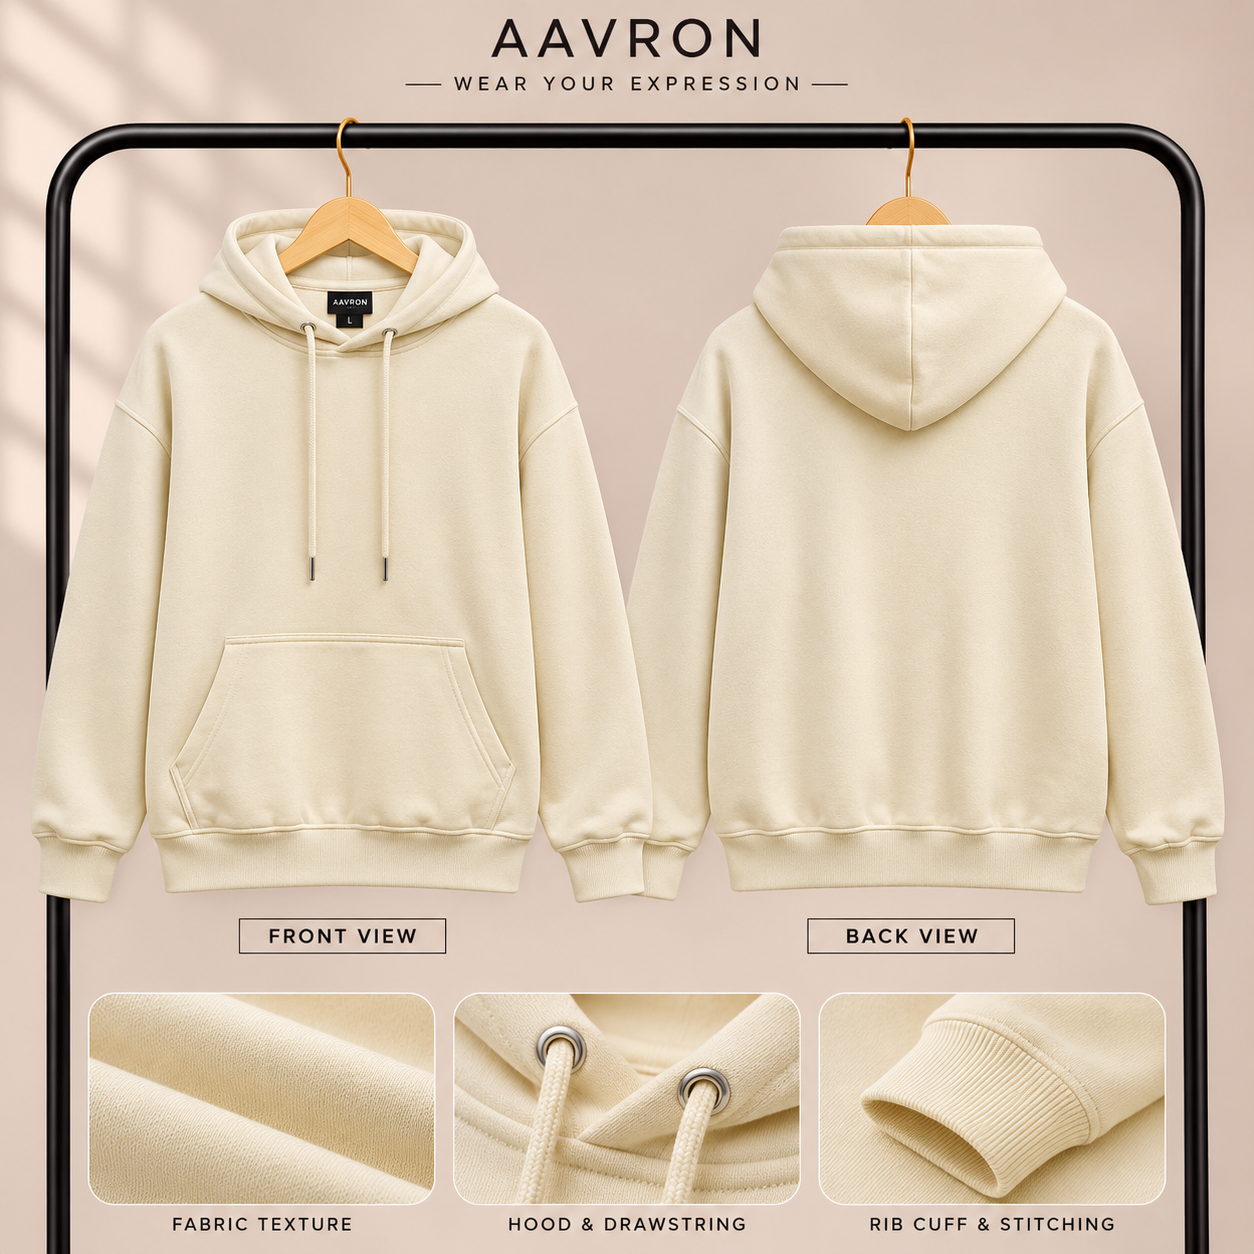 AAVRON
WEAR YOUR EXPRESSION
AAVRON
L
FRONT VIEW
BACK VIEW
FABRIC TEXTURE
HOOD & DRAWSTRING
RIB CUFF & STITCHING